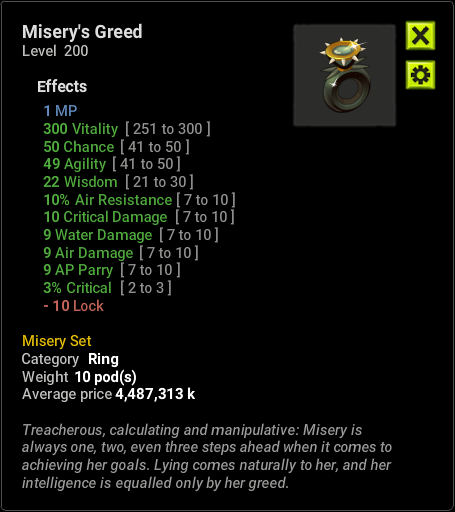 Misery's Greed
Level 200
Effects
1 MP
300 Vitality [ 251 to 300 ]
50 Chance [ 41 to 50 ]
49 Agility [ 41 to 50 ]
22 Wisdom [ 21 to 30 ]
10% Air Resistance [ 7 to 10 ]
10 Critical Damage [ 7 to 10 ]
9 Water Damage [ 7 to 10 ]
9 Air Damage [ 7 to 10 ]
9 AP Parry [ 7 to 10 ]
3% Critical [ 2 to 3 ]
- 10 Lock
Misery Set
Category Ring
Weight 10 pod(s)
Average price 4,487,313 k
Treacherous, calculating and manipulative: Misery is
always one, two, even three steps ahead when it comes to
achieving her goals. Lying comes naturally to her, and her
intelligence is equalled only by her greed.